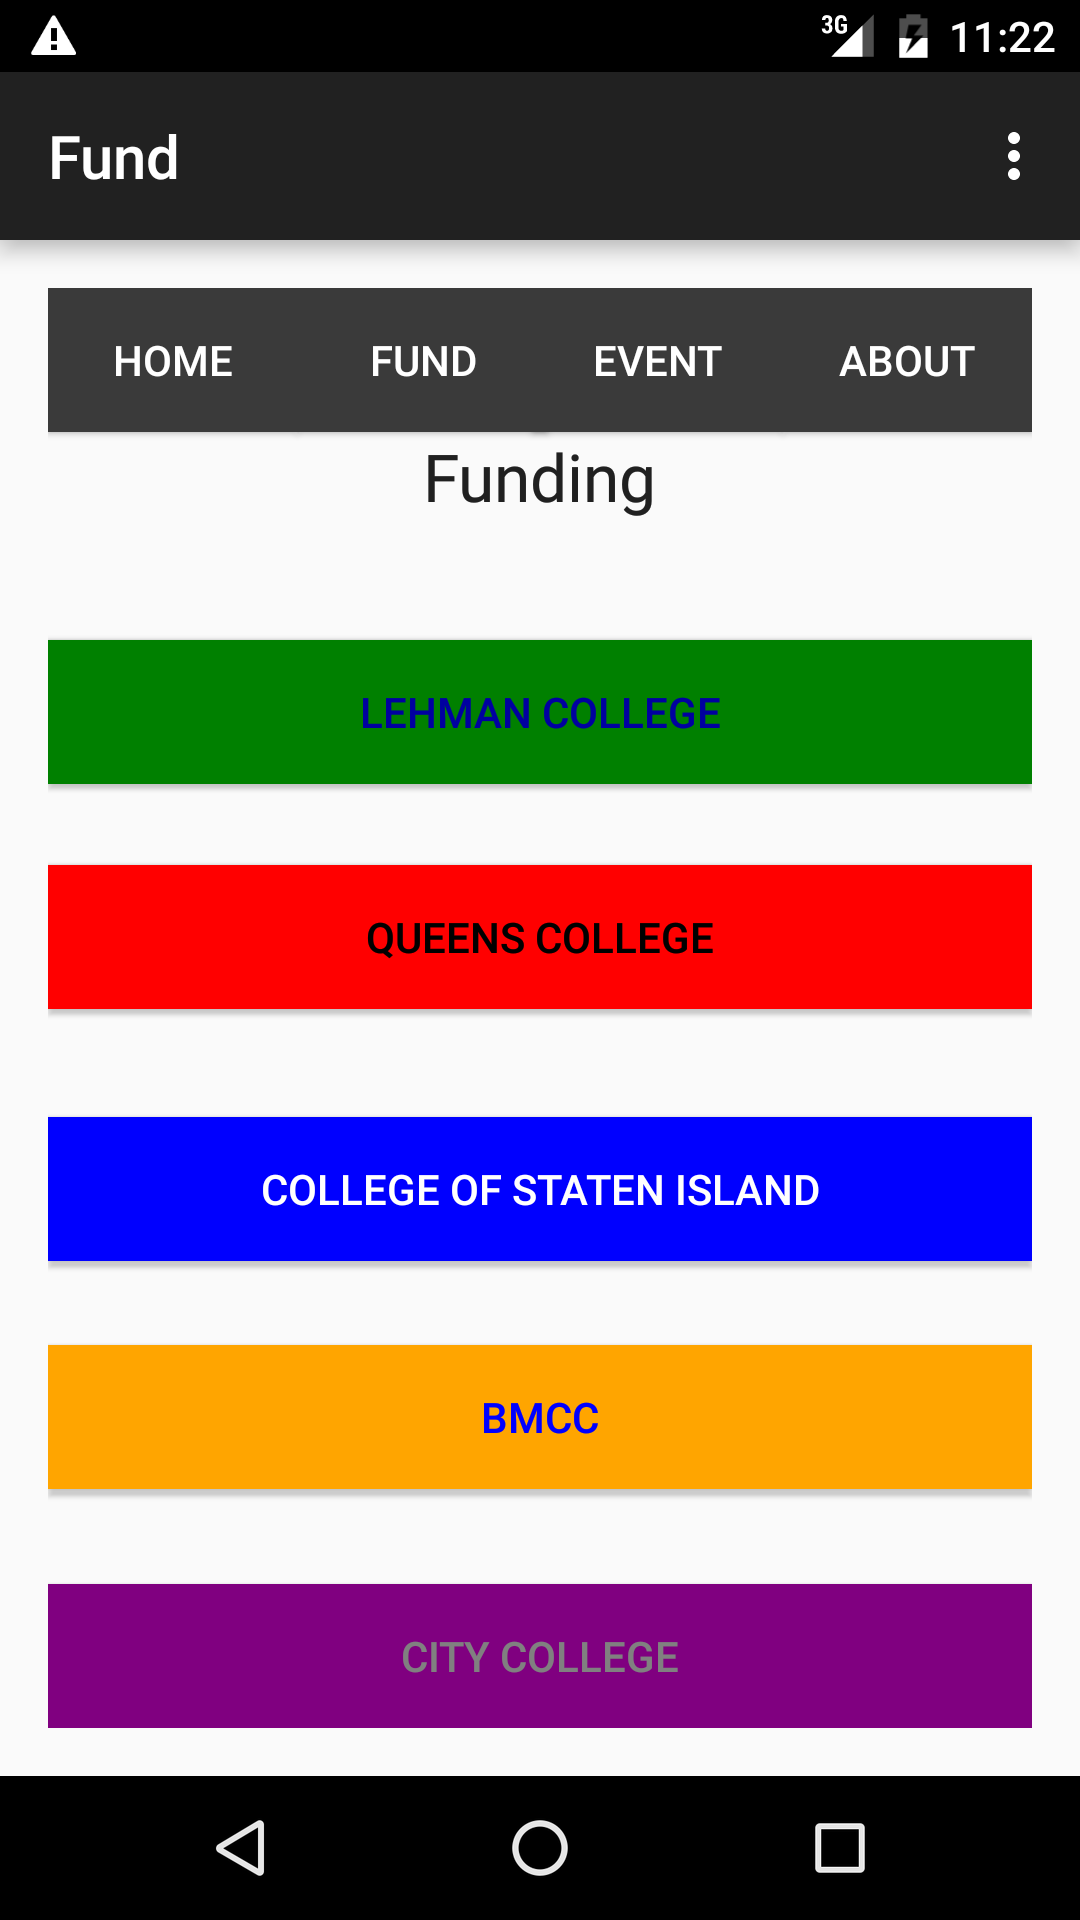 3G 11:22
Fund
HOME FUND EVENT ABOUT
Funding
LEHMAN COLLEGE
QUEENS COLLEGE
COLLEGE OF STATEN ISLAND
BMCC
CITY COLLEGE